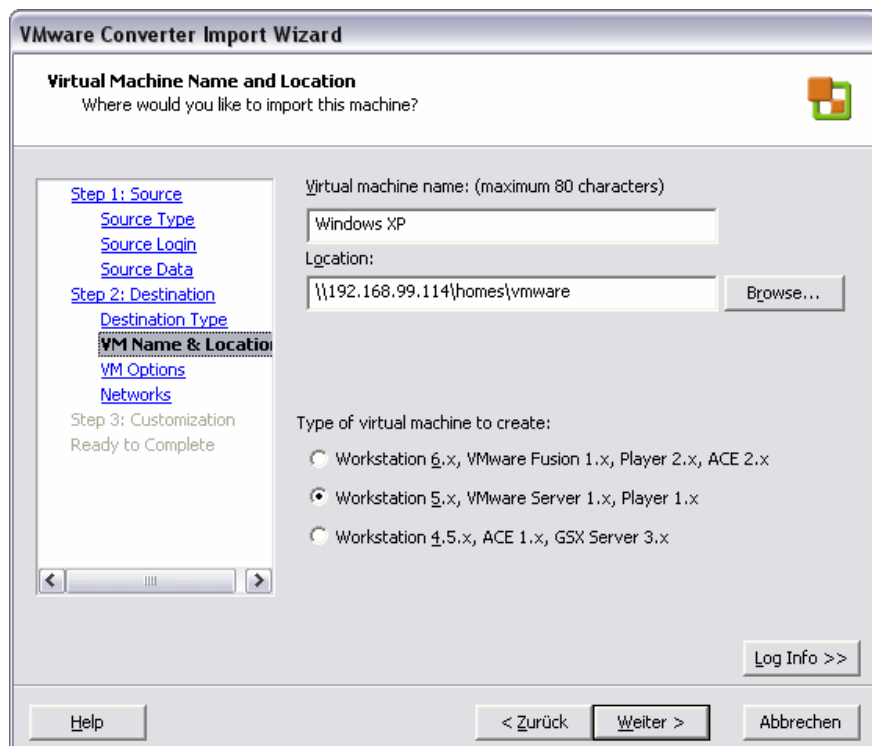 VMware Converter Import Wizard
Virtual Machine Name and Location
Where would you like to import this machine?
Step 1: Source
Source Type
Source Login
Source Data
Step 2: Destination
Destination Type
VM Name & Locatio
VM Options
Networks
Step 3: Customization
Ready to Complete
Virtual machine name: (maximum 80 characters)
Windows XP
Location:
\\192.168.99.114\homes\vmware
Browse...
Type of virtual machine to create:
Workstation 6.x, VMware Fusion 1.x, Player 2.x, ACE 2.x
Workstation 5.x, VMware Server 1.x, Player 1.x
Workstation 4.5.x, ACE 1.x, GSX Server 3.x
Log Info >>
Help
< Zurück
Weiter >
Abbrechen